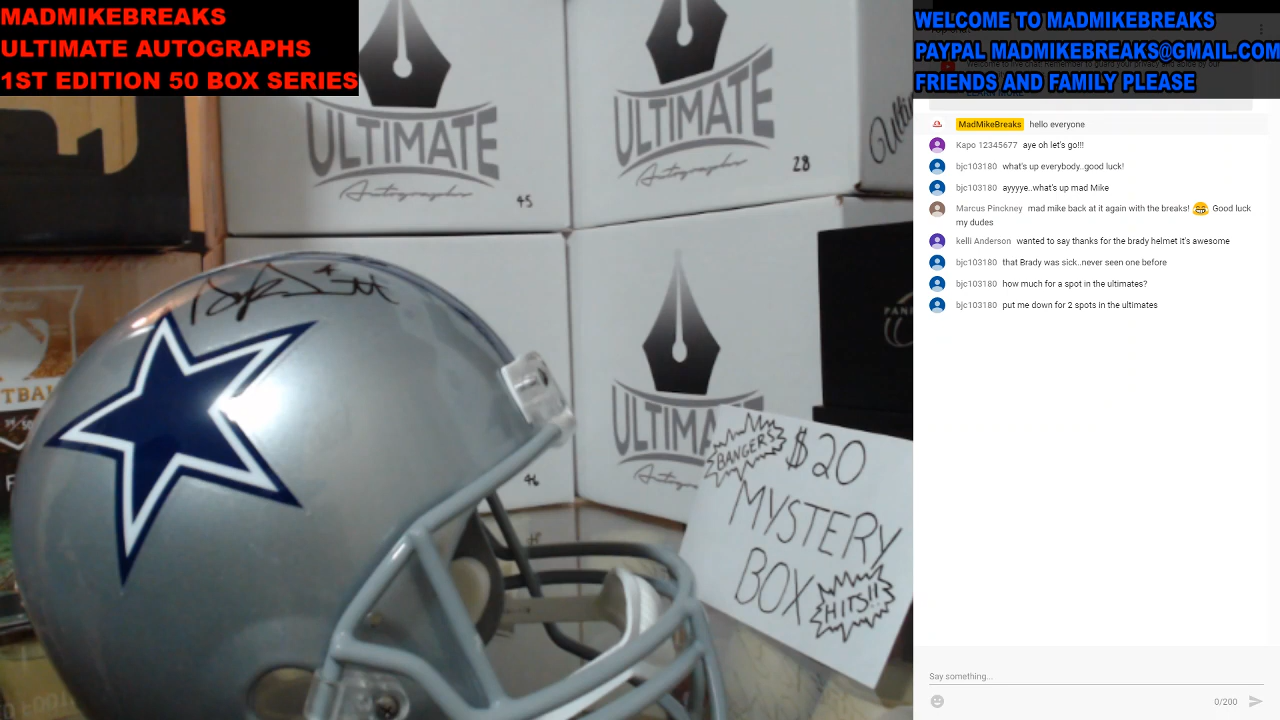 MADMIKEBREAKS
ULTIMATE AUTOGRAPHS
1ST EDITION 50 BOX SERIES
WELCOME TO MADMIKEBREAKS
PAYPAL MADMIKEBREAKS@GMAIL.COM
FRIENDS AND FAMILY PLEASE
ULTIMATE
Autographs
45
ULTIMATE
Autographs
28
ULTIMA
46
BANGERS
$20
MYSTERY
BOX
HITS!!
MadMikeBreaks hello everyone
Kapo 12345677 aye oh let's go!!!
bjc103180 what's up everybody..good luck!
bjc103180 ayyyye..what's up mad Mike
Marcus Pinckney mad mike back at it again with the breaks! 😁 Good luck
my dudes
kelli Anderson wanted to say thanks for the brady helmet it's awesome
bjc103180 that Brady was sick..never seen one before
bjc103180 how much for a spot in the ultimates?
bjc103180 put me down for 2 spots in the ultimates
Say something...
0/200